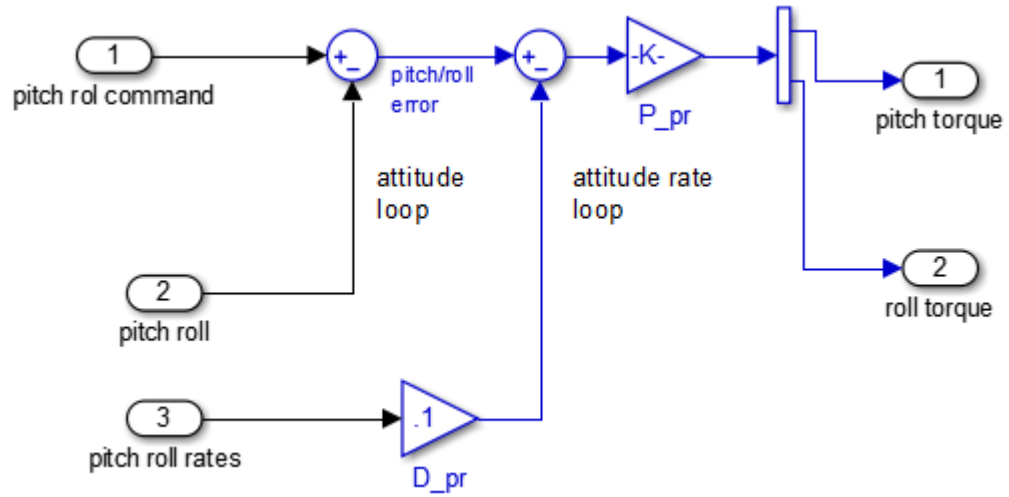 1
pitch rol command
+
_
pitch/roll
error
+
_
-K-
P_pr
1
pitch torque
attitude
loop
attitude rate
loop
2
pitch roll
2
roll torque
3
pitch roll rates
.1
D_pr